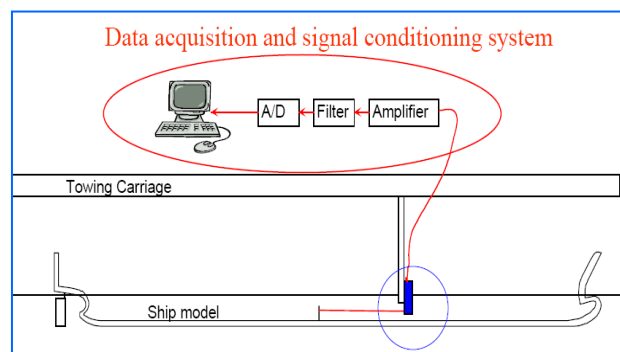 Data acquisition and signal conditioning system
A/D Filter Amplifier
Towing Carriage
Ship model